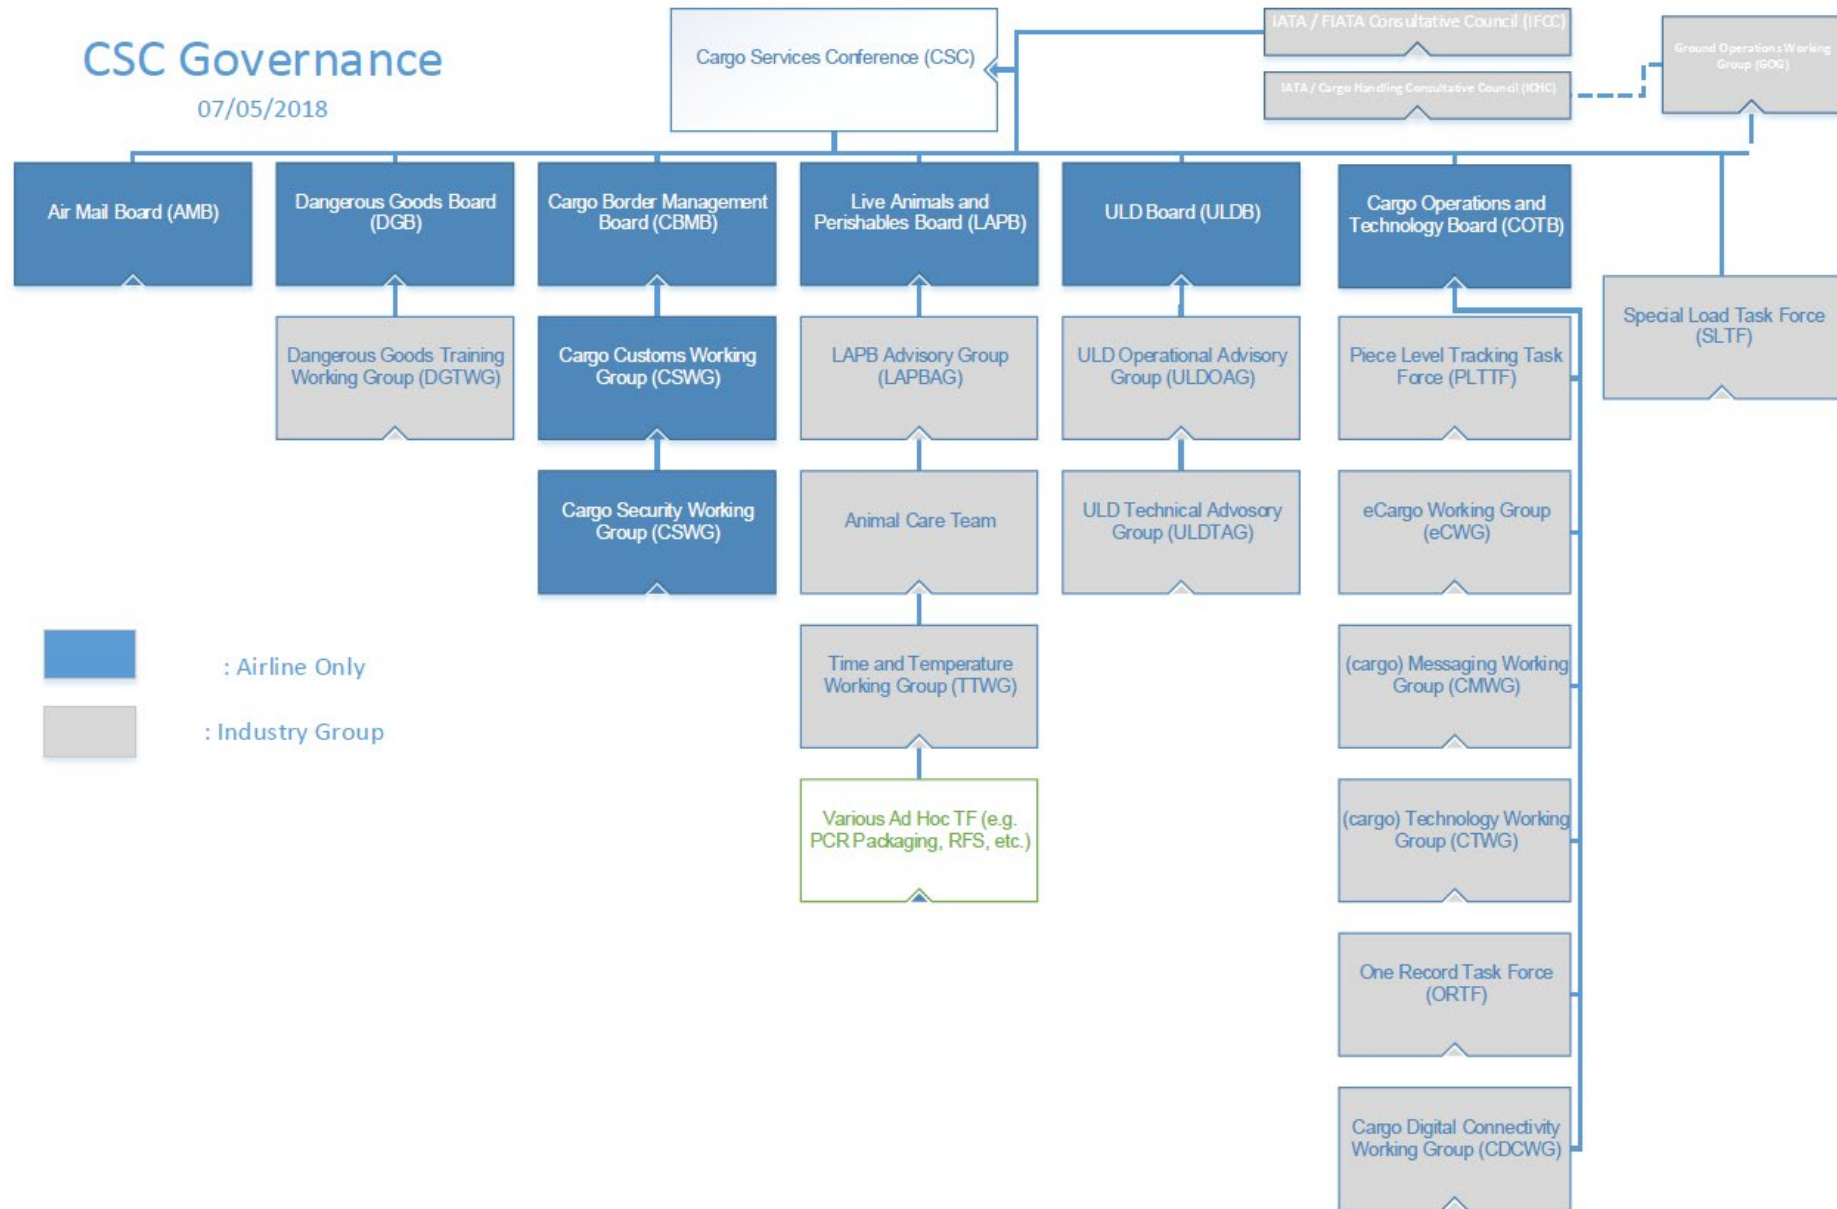 CSC Governance
07/05/2018
Cargo Services Conference (CSC)
IATA / FIATA Consultative Council (IFCC)
IATA / Cargo Handling Consultative Council (ICHC)
Ground Operations Working
Group (GOG)
Air Mail Board (AMB)
Dangerous Goods Board
(DGB)
Cargo Border Management
Board (CBMB)
Live Animals and
Perishables Board (LAPB)
ULD Board (ULDB)
Cargo Operations and
Technology Board (COTB)
Special Load Task Force
(SLTF)
Dangerous Goods Training
Working Group (DGTWG)
Cargo Customs Working
Group (CSWG)
LAPB Advisory Group
(LAPBAG)
ULD Operational Advisory
Group (ULDOAG)
Piece Level Tracking Task
Force (PLTTF)
Cargo Security Working
Group (CSWG)
Animal Care Team
ULD Technical Advosory
Group (ULDTAG)
eCargo Working Group
(eCWG)
: Airline Only
: Industry Group
Time and Temperature
Working Group (TTWG)
(cargo) Messaging Working
Group (CMWG)
Various Ad Hoc TF (e.g.
PCR Packaging, RFS, etc.)
(cargo) Technology Working
Group (CTWG)
One Record Task Force
(ORTF)
Cargo Digital Connectivity
Working Group (CDCWG)